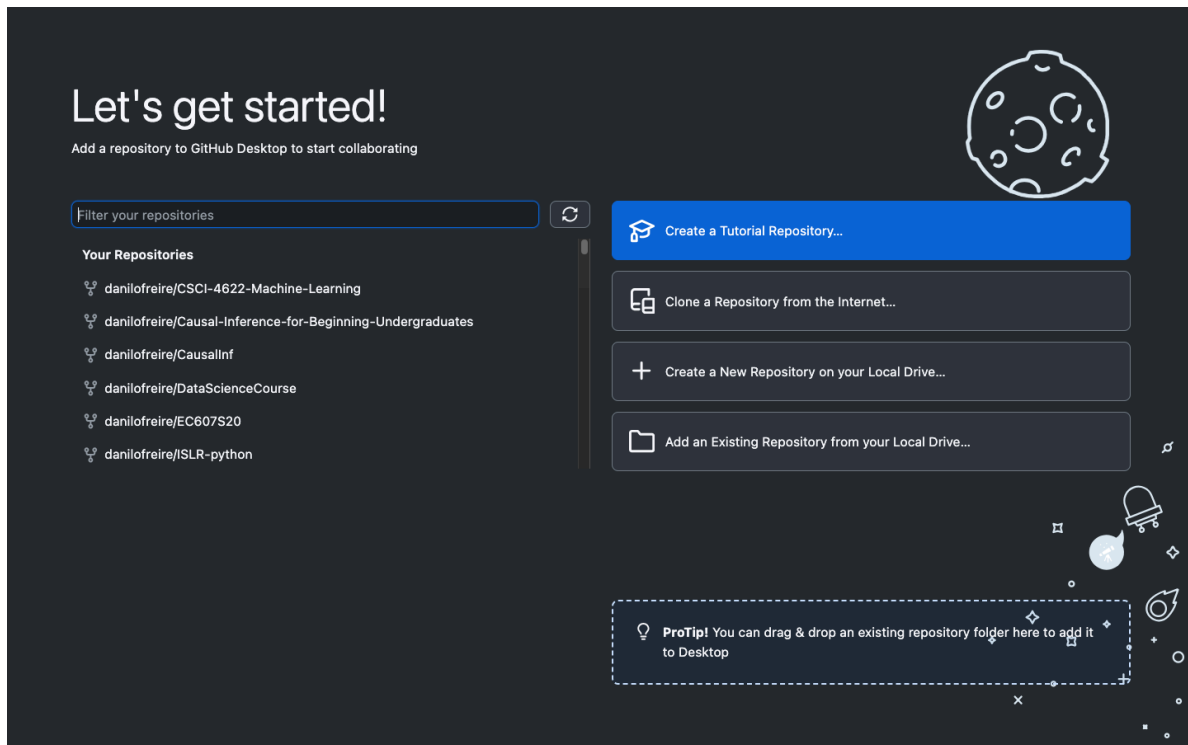 Let's get started!
Add a repository to GitHub Desktop to start collaborating
Filter your repositories
Your Repositories
danilofreire/CSCI-4622-Machine-Learning
danilofreire/Causal-Inference-for-Beginning-Undergraduates
danilofreire/CausalInf
danilofreire/DataScienceCourse
danilofreire/EC607S20
danilofreire/ISLR-python
Create a Tutorial Repository...
Clone a Repository from the Internet...
Create a New Repository on your Local Drive...
Add an Existing Repository from your Local Drive...
ProTip! You can drag & drop an existing repository folder here to add it
to Desktop